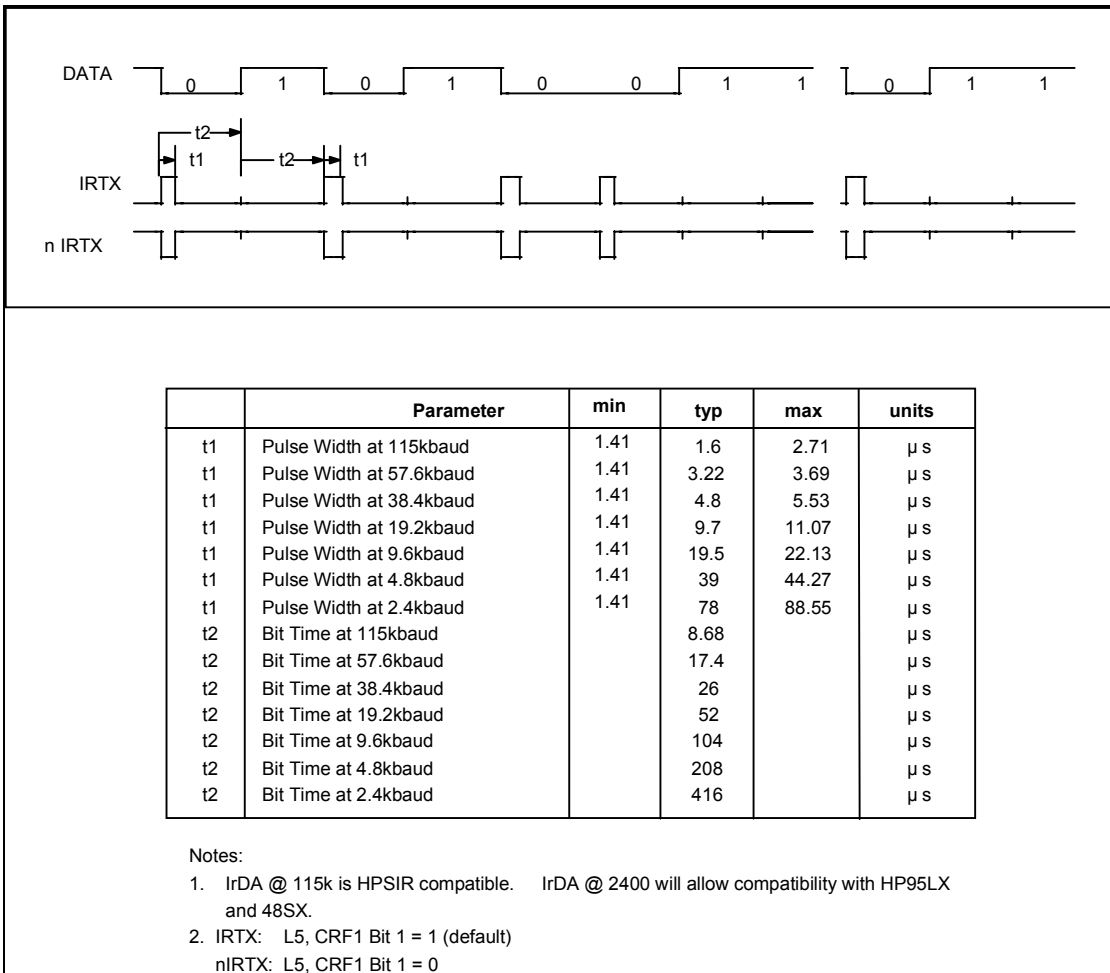 DATA 0 1 0 1 0 0 1 1 0 1 1
t2
t1 t2 t1
IRTX
n IRTX
Parameter min typ max units
t1 Pulse Width at 115kbaud 1.41 1.6 2.71 µ s
t1 Pulse Width at 57.6kbaud 1.41 3.22 3.69 µ s
t1 Pulse Width at 38.4kbaud 1.41 4.8 5.53 µ s
t1 Pulse Width at 19.2kbaud 1.41 9.7 11.07 µ s
t1 Pulse Width at 9.6kbaud 1.41 19.5 22.13 µ s
t1 Pulse Width at 4.8kbaud 1.41 39 44.27 µ s
t1 Pulse Width at 2.4kbaud 1.41 78 88.55 µ s
t2 Bit Time at 115kbaud 8.68 µ s
t2 Bit Time at 57.6kbaud 17.4 µ s
t2 Bit Time at 38.4kbaud 26 µ s
t2 Bit Time at 19.2kbaud 52 µ s
t2 Bit Time at 9.6kbaud 104 µ s
t2 Bit Time at 4.8kbaud 208 µ s
t2 Bit Time at 2.4kbaud 416 µ s
Notes:
1. IrDA @ 115k is HPSIR compatible. IrDA @ 2400 will allow compatibility with HP95LX
and 48SX.
2. IRTX: L5, CRF1 Bit 1 = 1 (default)
nIRTX: L5, CRF1 Bit 1 = 0